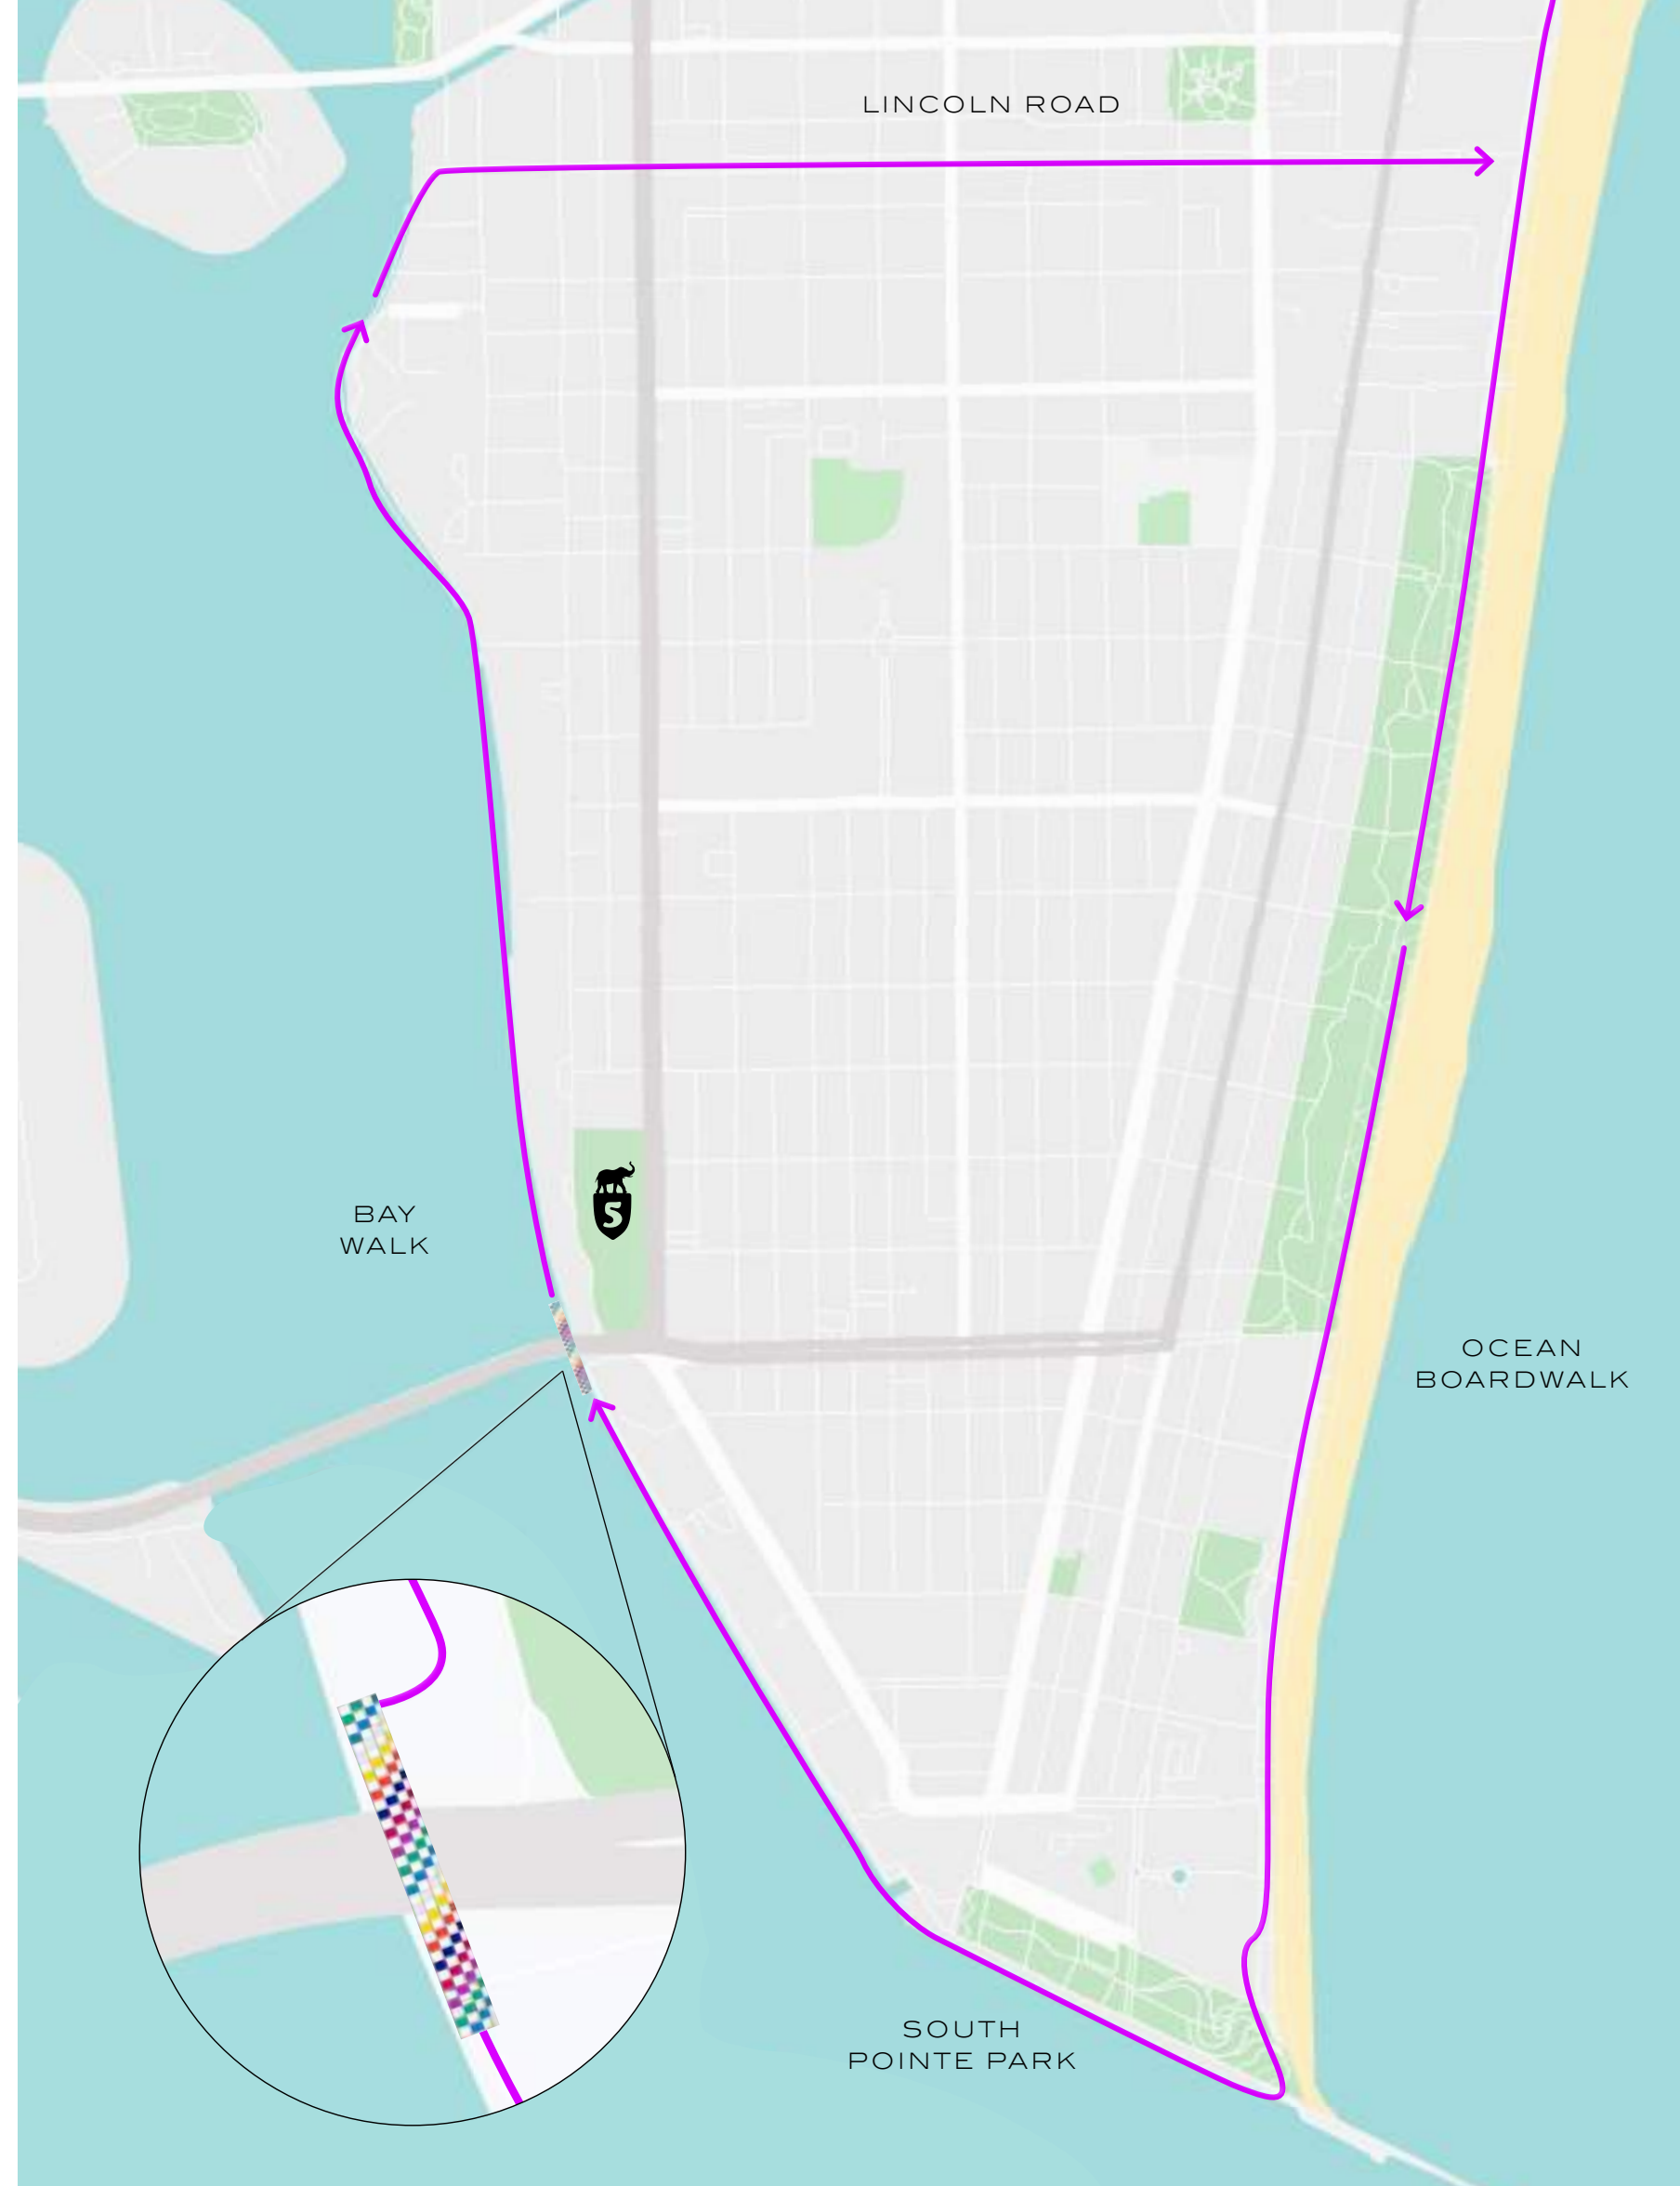 LINCOLN ROAD
BAY
WALK
S
OCEAN
BOARDWALK
SOUTH
POINTE PARK